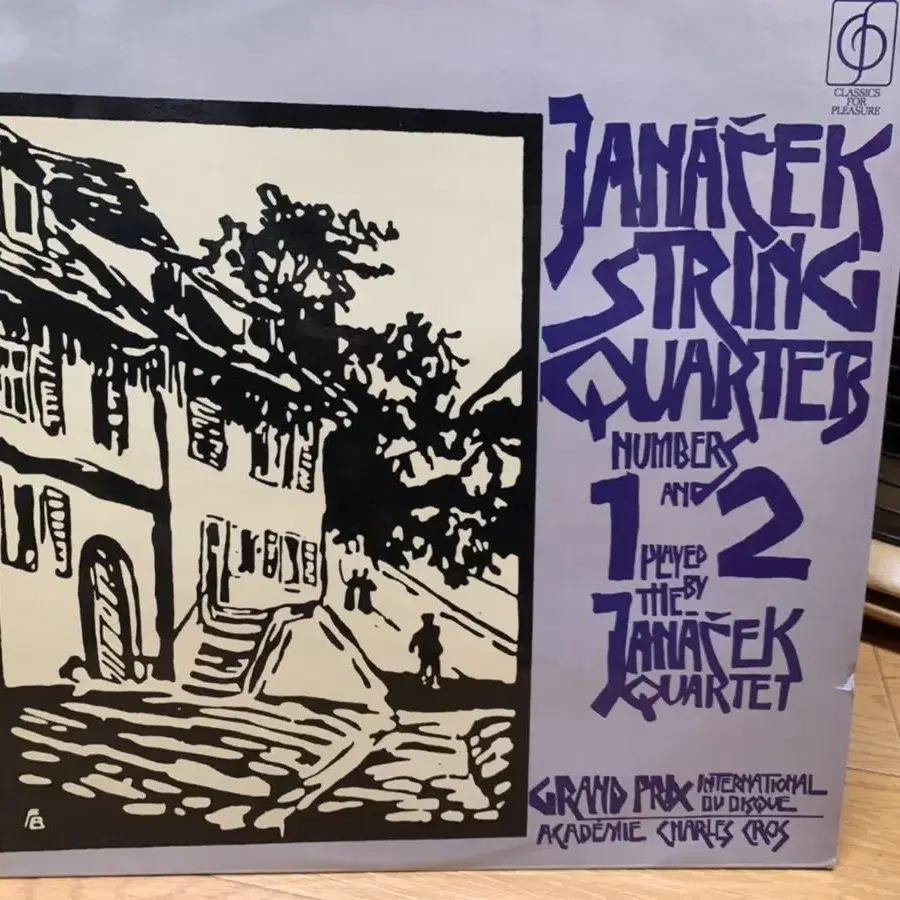 CLASSICS
FOR
PLEASURE
JANÁČEK
STRING
QUARTETS
NUMBERS
1 AND 2
PLAYED
BY
THE
JANÁČEK
QUARTET
GRAND PRIX INTERNATIONAL
DU DISQUE
ACADÉMIE CHARLES CROS
FB